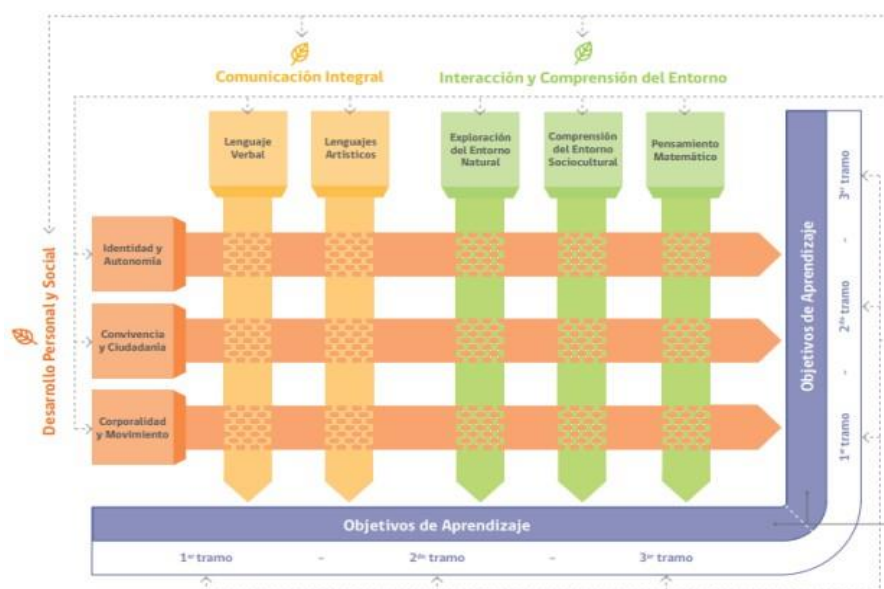 Comunicación Integral
Interacción y Comprensión del Entorno
Lenguaje
Verbal
Lenguajes
Artísticos
Exploración
del Entorno
Natural
Comprensión
del Entorno
Sociocultural
Pensamiento
Matemático
Desarrollo Personal y Social
Identidad y
Autonomía
Convivencia
y Ciudadanía
Corporalidad
y Movimiento
Objetivos de Aprendizaje
1er tramo - 2do tramo - 3er tramo
Objetivos de Aprendizaje
1er tramo - 2do tramo - 3er tramo